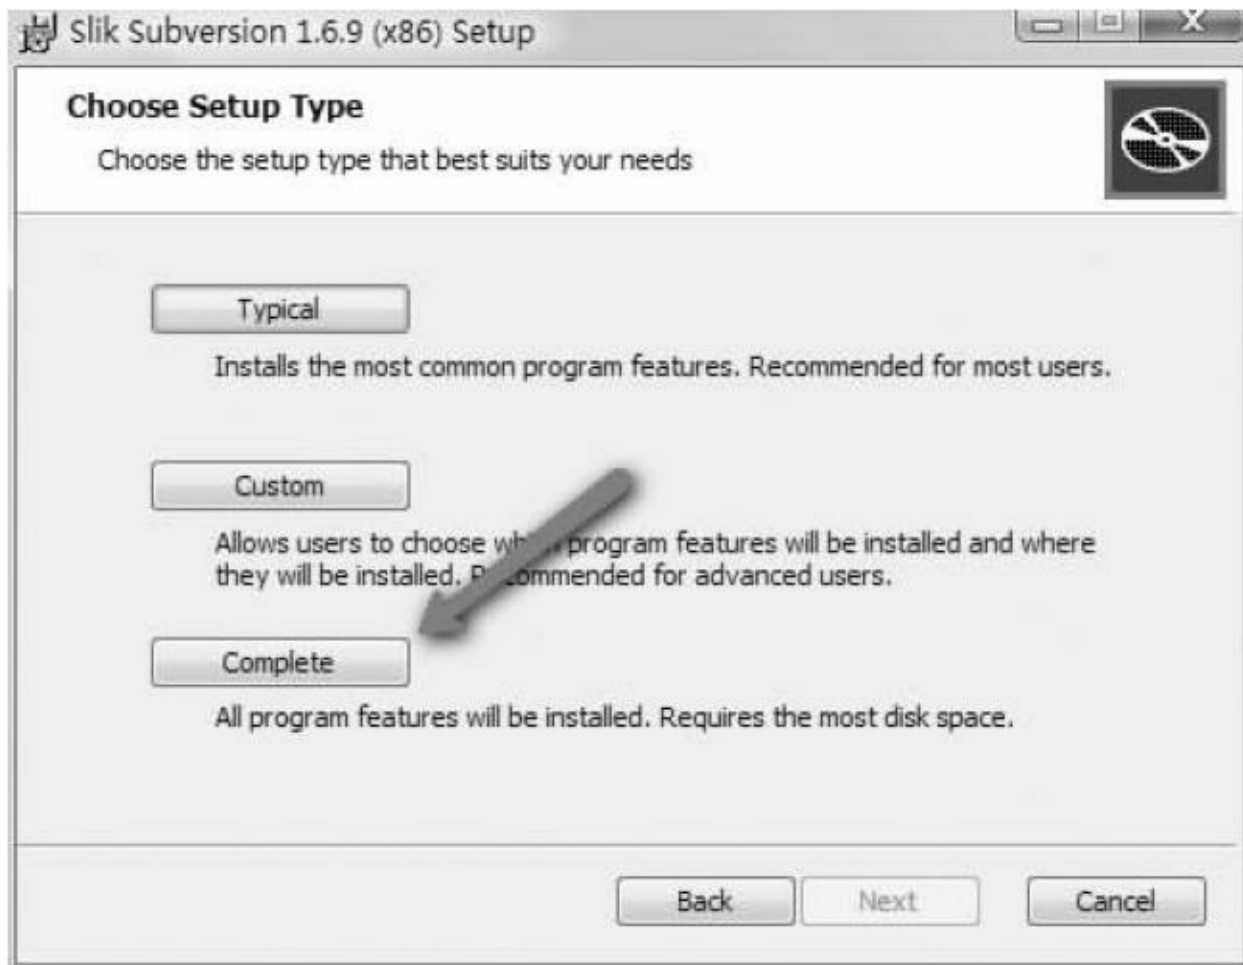 Slik Subversion 1.6.9 (x86) Setup
Choose Setup Type
Choose the setup type that best suits your needs
Typical
Installs the most common program features. Recommended for most users.
Custom
Allows users to choose program features will be installed and where
they will be installed. Recommended for advanced users.
Complete
All program features will be installed. Requires the most disk space.
Back
Next
Cancel